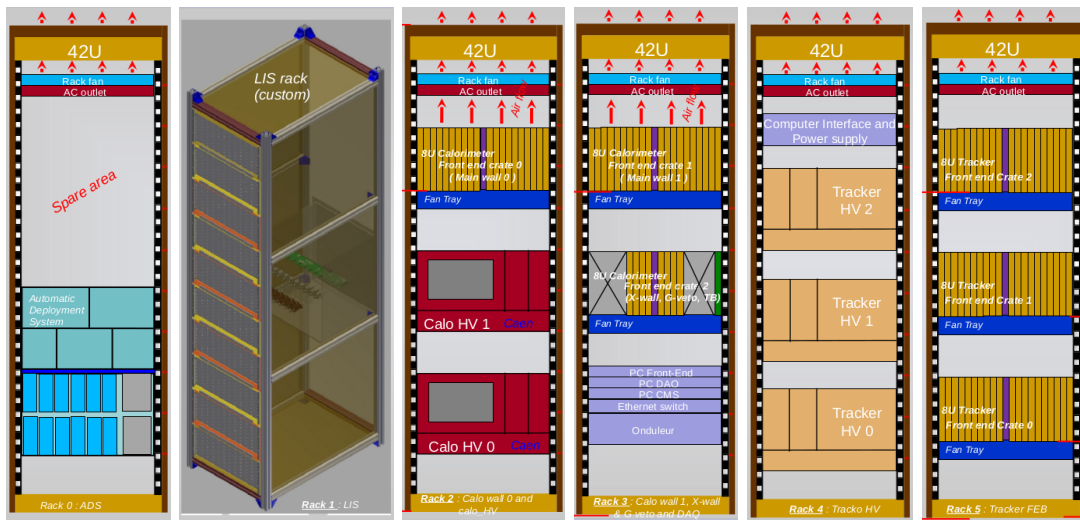 42U
Rack fan
AC outlet
Spare area
Automatic
Deployment
System
Rack 0 : ADS
LIS rack
(custom)
Rack 1 : LIS
42U
Rack fan
AC outlet
Air flow
8U Calorimeter
Front end crate 0
( Main wall 0 )
Fan Tray
Calo HV 1
Caen
Calo HV 0
Caen
Rack 2 : Calo wall 0 and
calo_HV
42U
Rack fan
AC outlet
Air flow
8U Calorimeter
Front end crate 1
( Main wall 1 )
Fan Tray
8U Calorimeter
Front end crate 2
(X-wall, G-veto, TB)
Fan Tray
PC Front-End
PC DAQ
PC CMS
Ethernet switch
Onduleur
Rack 3 : Calo wall 1, X-wall
& G veto and DAQ
42U
Computer Interface and
Power supply
Tracker
HV 2
Tracker
HV 1
Tracker
HV 0
Rack 4 : Tracko HV
42U
Rack fan
AC outlet
8U Tracker
Front end Crate 2
Fan Tray
8U Tracker
Front end Crate 1
Fan Tray
8U Tracker
Front end Crate 0
Fan Tray
Rack 5 : Tracker FEB